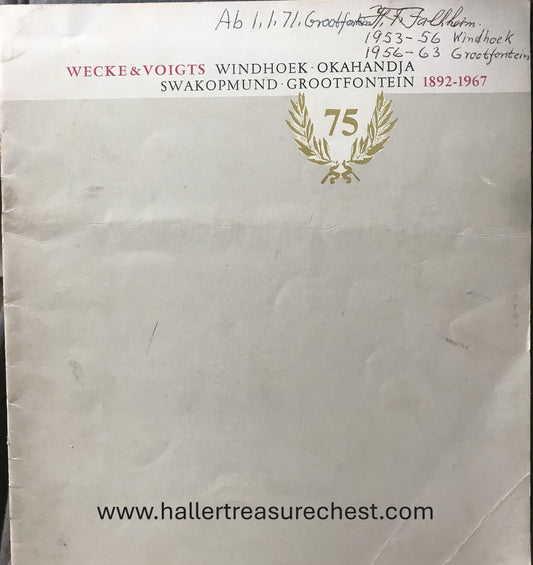 Ab 1.1.71. Grootfontein H. F. Falkheim.
1953-56 Windhoek
1956-63 Grootfontein
WECKE & VOIGTS WINDHOEK · OKAHANDJA
SWAKOPMUND · GROOTFONTEIN 1892-1967
75
www.hallertreasurechest.com